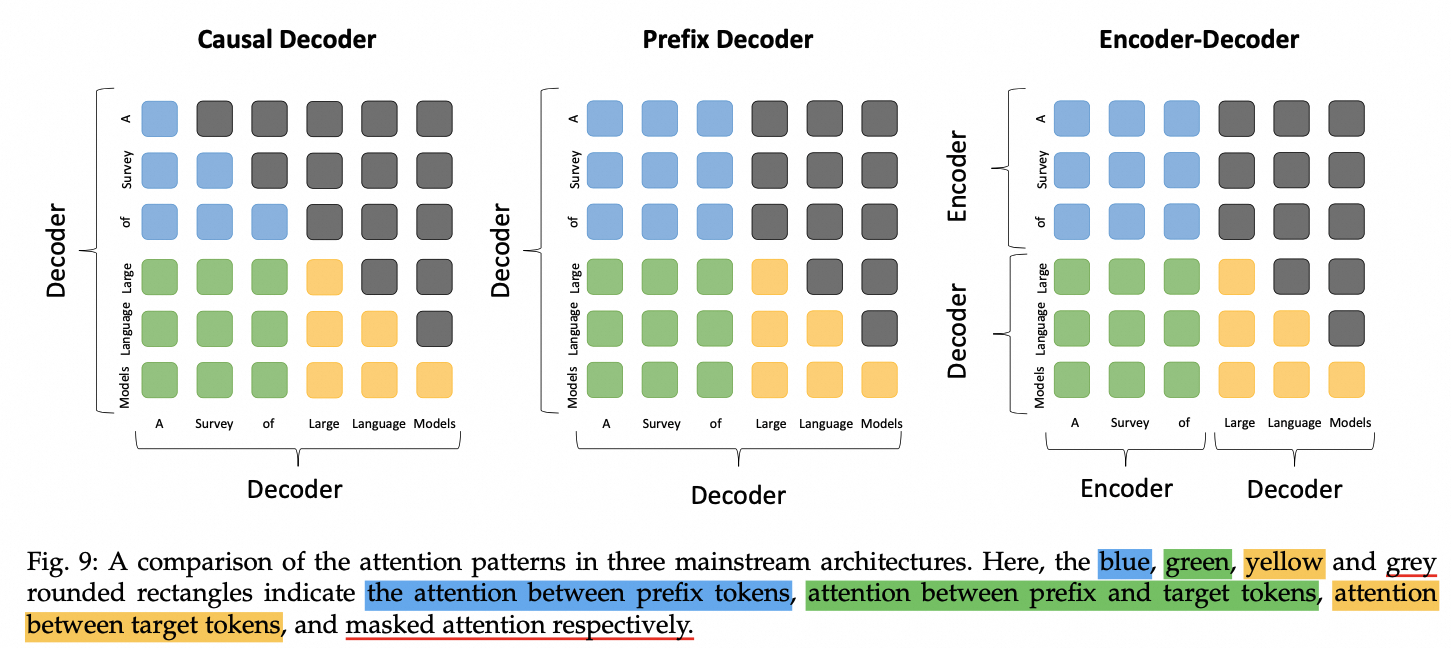 Causal Decoder
Decoder
A
Survey
of
Large
Language
Models
A Survey of Large Language Models
Decoder
Prefix Decoder
Decoder
A
Survey
of
Large
Language
Models
A Survey of Large Language Models
Decoder
Encoder-Decoder
Encoder
Decoder
A
Survey
of
Large
Language
Models
A Survey of Large Language Models
Encoder Decoder
Fig. 9: A comparison of the attention patterns in three mainstream architectures. Here, the blue, green, yellow and grey
rounded rectangles indicate the attention between prefix tokens, attention between prefix and target tokens, attention
between target tokens, and masked attention respectively.